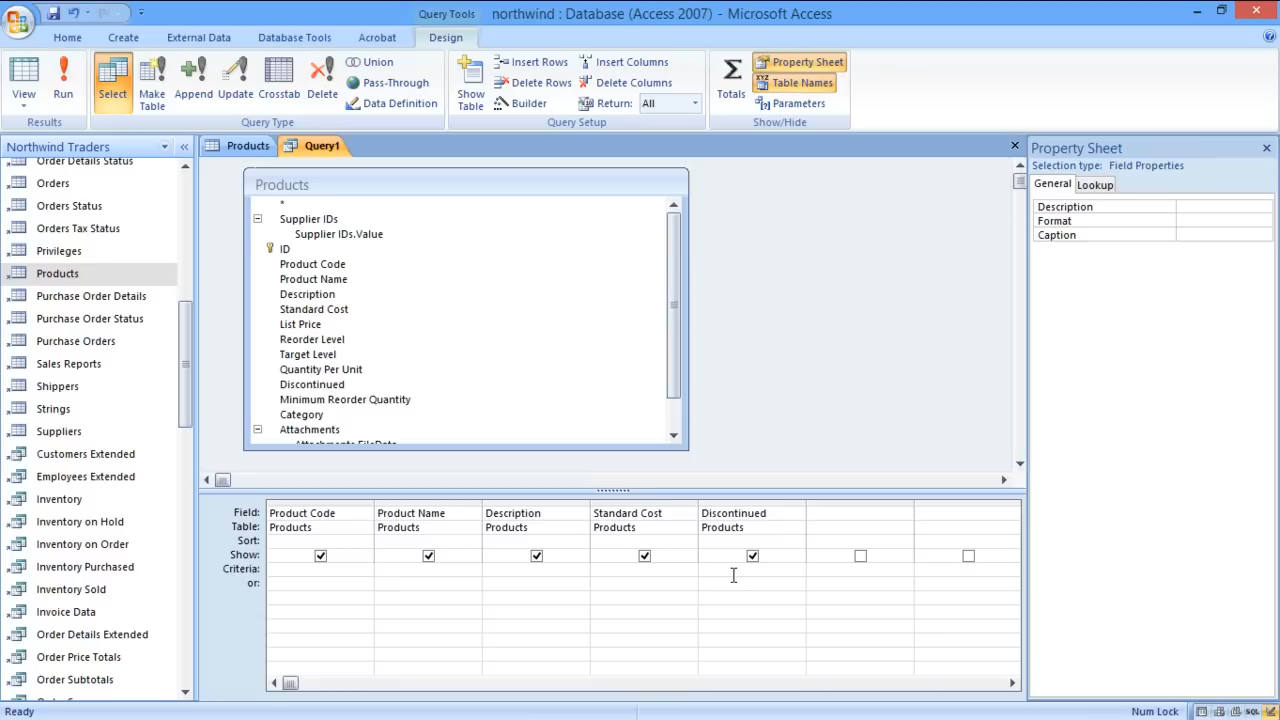 Query Tools
northwind : Database (Access 2007) - Microsoft Access
Home
Create
External Data
Database Tools
Acrobat
Design
View
Run
Results
Select
Make Table
Append
Update
Crosstab
Delete
Union
Pass-Through
Data Definition
Query Type
Show Table
Insert Rows
Delete Rows
Builder
Insert Columns
Delete Columns
Return: All
Query Setup
Totals
Property Sheet
Table Names
Parameters
Show/Hide
Northwind Traders
Order Details Status
Orders
Orders Status
Orders Tax Status
Privileges
Products
Purchase Order Details
Purchase Order Status
Purchase Orders
Sales Reports
Shippers
Strings
Suppliers
Customers Extended
Employees Extended
Inventory
Inventory on Hold
Inventory on Order
Inventory Purchased
Inventory Sold
Invoice Data
Order Details Extended
Order Price Totals
Order Subtotals
Products
Query1
Products
*
Supplier IDs
Supplier IDs.Value
ID
Product Code
Product Name
Description
Standard Cost
List Price
Reorder Level
Target Level
Quantity Per Unit
Discontinued
Minimum Reorder Quantity
Category
Attachments
Attachments.FileData
Field: Product Code Product Name Description Standard Cost Discontinued
Table: Products Products Products Products Products
Sort:
Show:
Criteria:
or:
Property Sheet
Selection type: Field Properties
General
Lookup
Description
Format
Caption
Ready
Num Lock
SQL